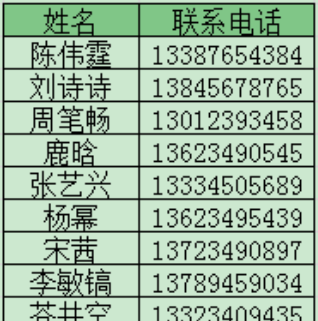 姓名 联系电话
陈伟霆 13387654384
刘诗诗 13845678765
周笔畅 13012393458
鹿晗 13623490545
张艺兴 13334505689
杨幂 13623495439
宋茜 13723490897
李敏镐 13789459034
苍井空 13323409435